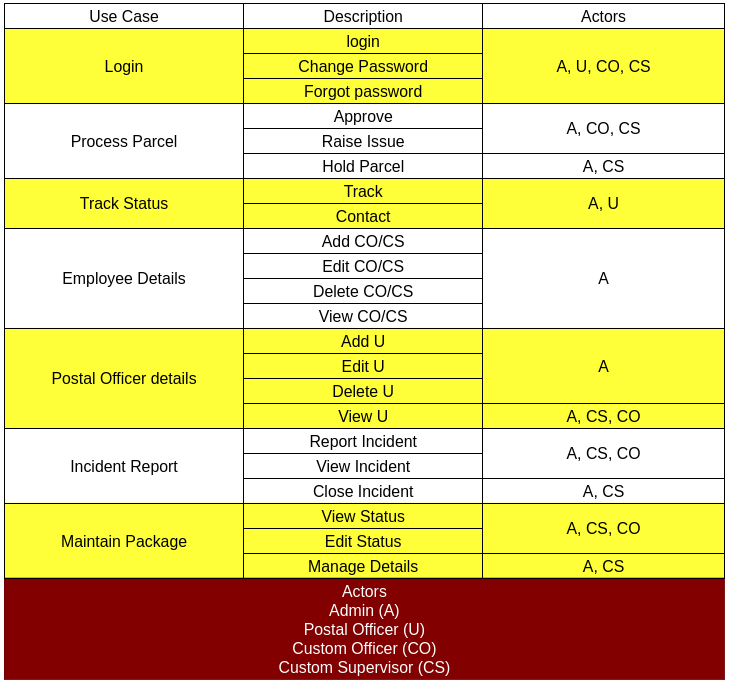 Use Case Description Actors
Login login A, U, CO, CS
Change Password
Forgot password
Process Parcel Approve A, CO, CS
Raise Issue
Hold Parcel A, CS
Track Status Track A, U
Contact
Employee Details Add CO/CS A
Edit CO/CS
Delete CO/CS
View CO/CS
Postal Officer details Add U A
Edit U
Delete U
View U A, CS, CO
Incident Report Report Incident A, CS, CO
View Incident
Close Incident A, CS
Maintain Package View Status A, CS, CO
Edit Status
Manage Details A, CS
Actors
Admin (A)
Postal Officer (U)
Custom Officer (CO)
Custom Supervisor (CS)